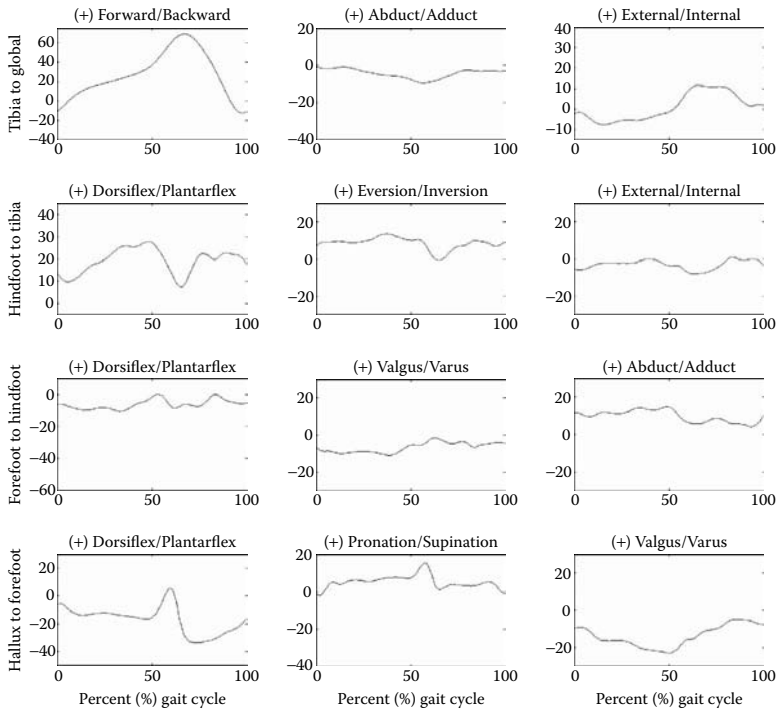 (+) Forward/Backward (+) Abduct/Adduct (+) External/Internal
Tibia to global
60
40
20
0
−20
−40
0 50 100
20
0
−20
−40
0 50 100
40
30
20
10
0
−10
0 50 100
(+) Dorsiflex/Plantarflex (+) Eversion/Inversion (+) External/Internal
Hindfoot to tibia
40
30
20
10
0
0 50 100
20
0
−20
0 50 100
20
0
−20
0 50 100
(+) Dorsiflex/Plantarflex (+) Valgus/Varus (+) Abduct/Adduct
Forefoot to hindfoot
0
−20
−40
−60
0 50 100
20
0
−20
0 50 100
20
0
−20
0 50 100
(+) Dorsiflex/Plantarflex (+) Pronation/Supination (+) Valgus/Varus
Hallux to forefoot
20
0
−20
−40
0 50 100
20
0
−20
−40
0 50 100
20
0
−20
0 50 100
Percent (%) gait cycle Percent (%) gait cycle Percent (%) gait cycle